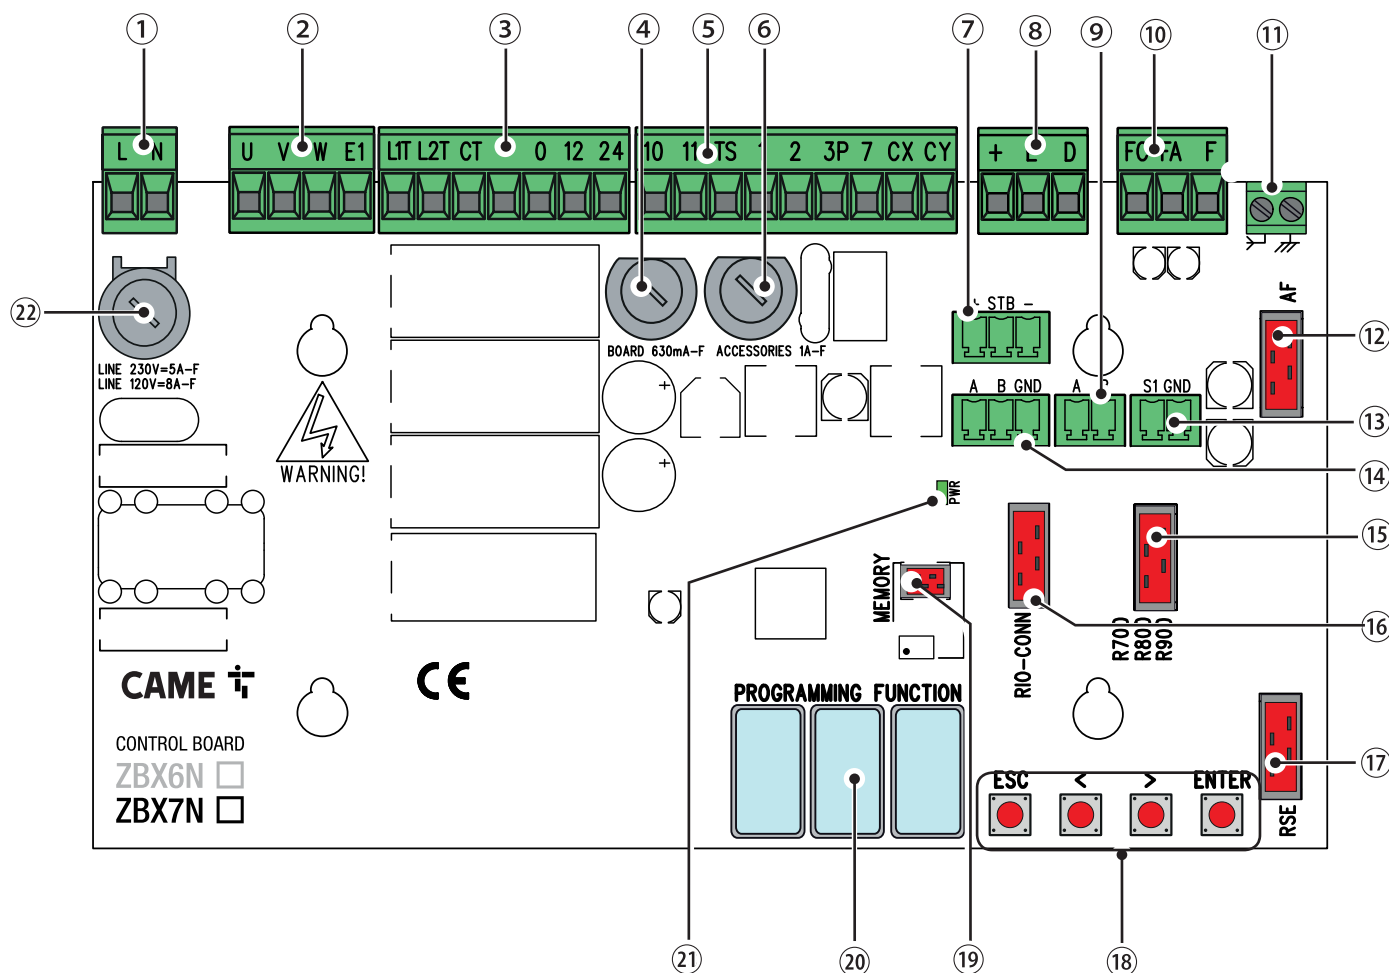 1 2 3 4 5 6 7 8 9 10 11
L N
U V W E1
L1T L2T CT 0 12 24
10 11 TS 1 2 3P 7 CX CY
+ E D
FC FA F
22
LINE 230V=5A-F
LINE 120V=8A-F
BOARD 630mA-F
ACCESSORIES 1A-F
+ STB -
AF
12
A B GND
A
S1 GND
13
14
WARNING!
+
+
PWR
15
MEMORY
RIO-CONN
R700
R800
R900
16
CAME
CE
PROGRAMMING FUNCTION
CONTROL BOARD
ZBX6N
ZBX7N
ESC < > ENTER
17
RSE
21 20 19 18